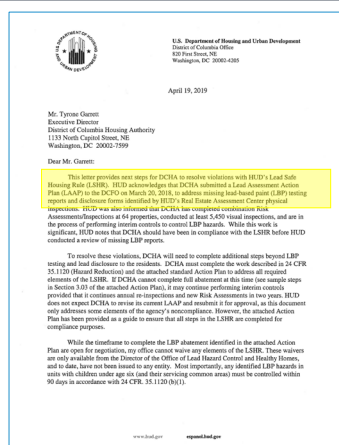 U.S. DEPARTMENT OF HOUSING AND URBAN DEVELOPMENT
U.S. Department of Housing and Urban Development
District of Columbia Office
820 First Street, NE
Washington, DC 20002-4205
April 19, 2019
Mr. Tyrone Garrett
Executive Director
District of Columbia Housing Authority
1133 North Capitol Street, NE
Washington, DC 20002-7599
Dear Mr. Garrett:
This letter provides next steps for DCHA to resolve violations with HUD's Lead Safe
Housing Rule (LSHR). HUD acknowledges that DCHA submitted a Lead Assessment Action
Plan (LAAP) to the DCFO on March 20, 2018, to address missing lead-based paint (LBP) testing
reports and disclosure forms identified by HUD's Real Estate Assessment Center physical
inspections. HUD was also informed that DCHA has completed combination Risk
Assessments/Inspections at 64 properties, conducted at least 5,450 visual inspections, and are in
the process of performing interim controls to control LBP hazards. While this work is
significant, HUD notes that DCHA should have been in compliance with the LSHR before HUD
conducted a review of missing LBP reports.
To resolve these violations, DCHA will need to complete additional steps beyond LBP
testing and lead disclosure to the residents. DCHA must complete the work described in 24 CFR
35.1120 (Hazard Reduction) and the attached standard Action Plan to address all required
elements of the LSHR. If DCHA cannot complete full abatement at this time (see sample steps
in Section 3.03 of the attached Action Plan), it may continue performing interim controls
provided that it continues annual re-inspections and new Risk Assessments in two years. HUD
does not expect DCHA to revise its current LAAP and resubmit it for approval, as this document
only addresses some elements of the agency's noncompliance. However, the attached Action
Plan has been provided as a guide to ensure that all steps in the LSHR are completed for
compliance purposes.
While the timeframe to complete the LBP abatement identified in the attached Action
Plan are open for negotiation, my office cannot waive any elements of the LSHR. These waivers
are only available from the Director of the Office of Lead Hazard Control and Healthy Homes,
and to date, have not been issued to any entity. Most importantly, any identified LBP hazards in
units with children under age six (and their servicing common areas) must be controlled within
90 days in accordance with 24 CFR. 35.1120 (b)(1).
www.hud.gov espanol.hud.gov